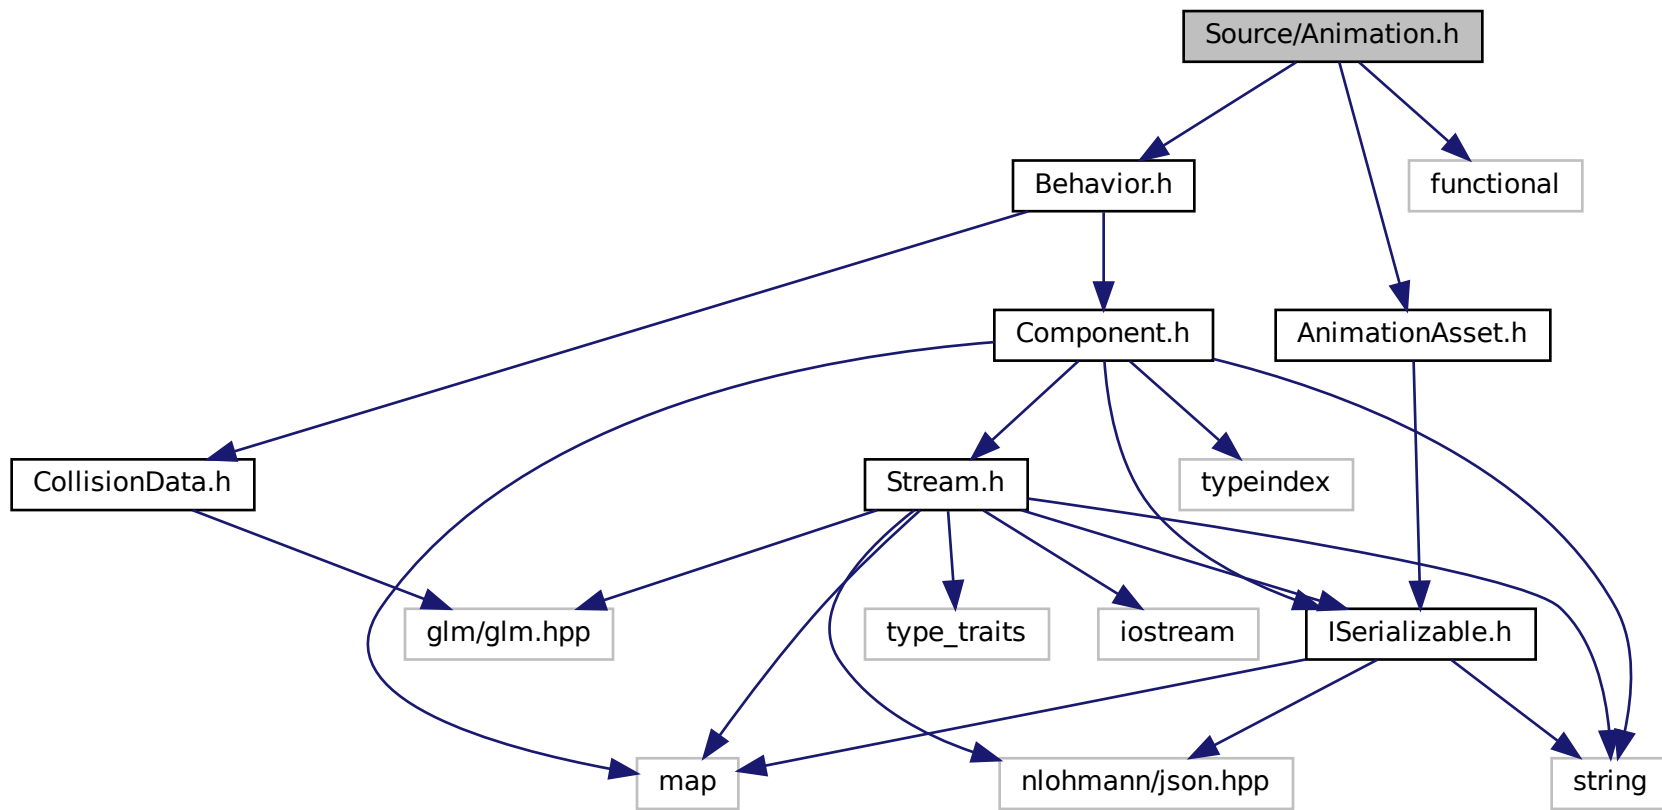 Source/Animation.h
Behavior.h
functional
Component.h
AnimationAsset.h
CollisionData.h
Stream.h
typeindex
glm/glm.hpp
type_traits
iostream
ISerializable.h
map
nlohmann/json.hpp
string